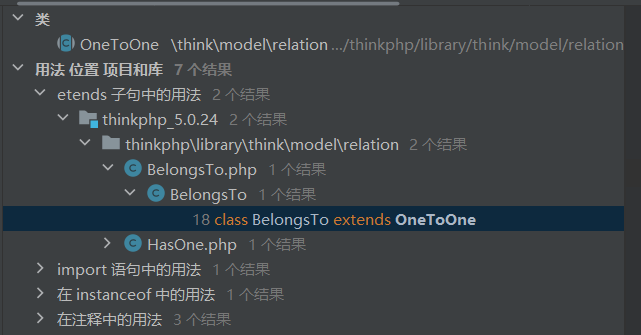 类
OneToOne \think\model\relation .../thinkphp/library/think/model/relation
用法 位置 项目和库 7 个结果
etends 子句中的用法 2 个结果
thinkphp_5.0.24 2 个结果
thinkphp\library\think\model\relation 2 个结果
BelongsTo.php 1 个结果
BelongsTo 1 个结果
18 class BelongsTo extends OneToOne
HasOne.php 1 个结果
import 语句中的用法 1 个结果
在 instanceof 中的用法 1 个结果
在注释中的用法 3 个结果